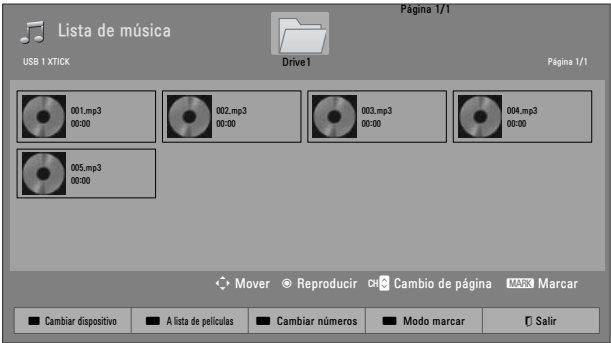 Página 1/1
Lista de música
USB 1 XTICK
Drive1
Página 1/1
001.mp3
00:00
002.mp3
00:00
003.mp3
00:00
004.mp3
00:00
005.mp3
00:00
Mover Reproducir CH Cambio de página MARK Marcar
Cambiar dispositivo A lista de películas Cambiar números Modo marcar Salir